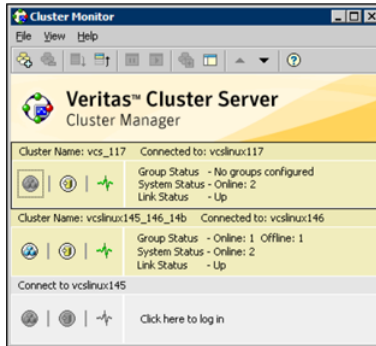 Cluster Monitor
File View Help
Veritas™ Cluster Server
Cluster Manager
Cluster Name: vcs_117 Connected to: vcslinux117
Group Status - No groups configured
System Status - Online: 2
Link Status - Up
Cluster Name: vcslinux145_146_14b Connected to: vcslinux146
Group Status - Online: 1 Offline: 1
System Status - Online: 2
Link Status - Up
Connect to vcslinux145
Click here to log in